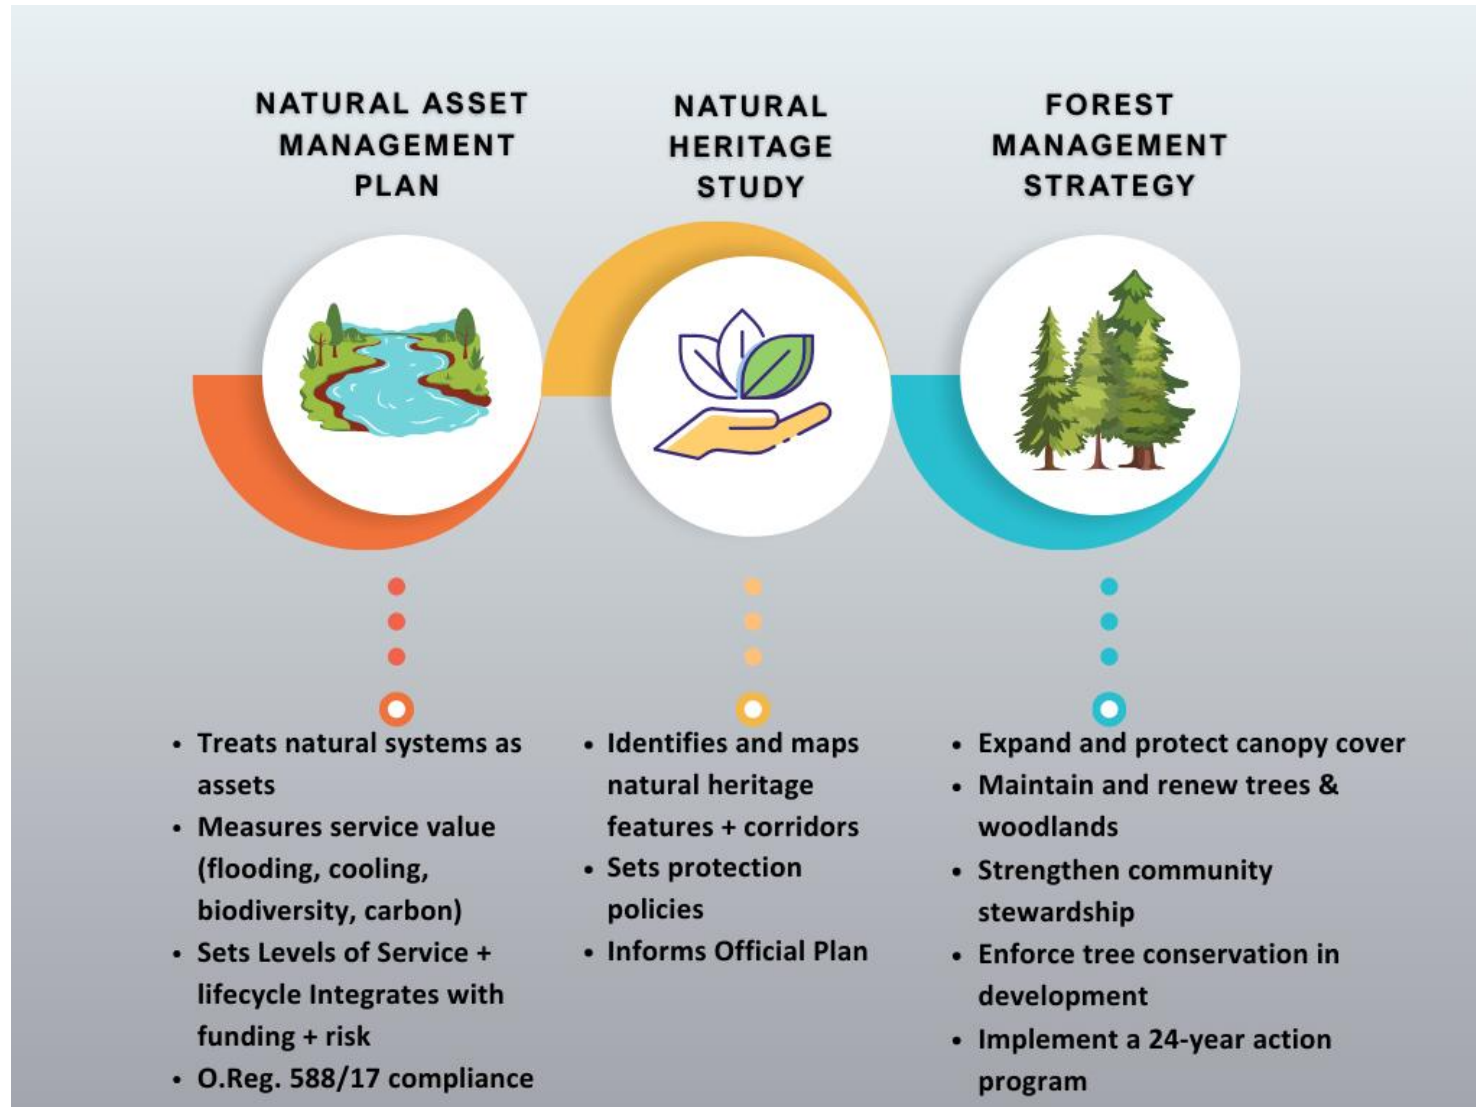 NATURAL ASSET
MANAGEMENT
PLAN
NATURAL
HERITAGE
STUDY
FOREST
MANAGEMENT
STRATEGY
• Treats natural systems as
assets
• Measures service value
(flooding, cooling,
biodiversity, carbon)
• Sets Levels of Service +
lifecycle Integrates with
funding + risk
• O.Reg. 588/17 compliance
• Identifies and maps
natural heritage
features + corridors
• Sets protection
policies
• Informs Official Plan
• Expand and protect canopy cover
• Maintain and renew trees &
woodlands
• Strengthen community
stewardship
• Enforce tree conservation in
development
• Implement a 24-year action
program